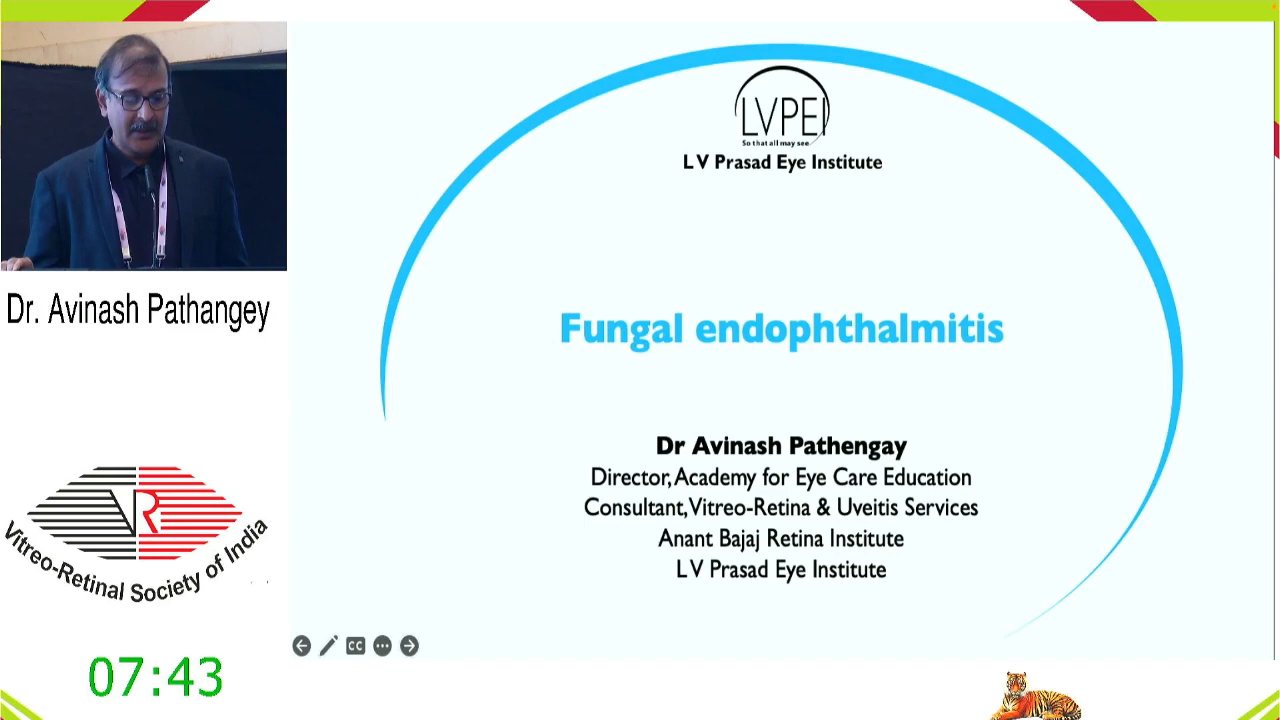 LVPEI
So that all may see
L V Prasad Eye Institute
Fungal endophthalmitis
Dr Avinash Pathengay
Director, Academy for Eye Care Education
Consultant, Vitreo-Retina & Uveitis Services
Anant Bajaj Retina Institute
L V Prasad Eye Institute
CC
Dr. Avinash Pathangey
VR
Vitreo-Retinal Society of India
07:43